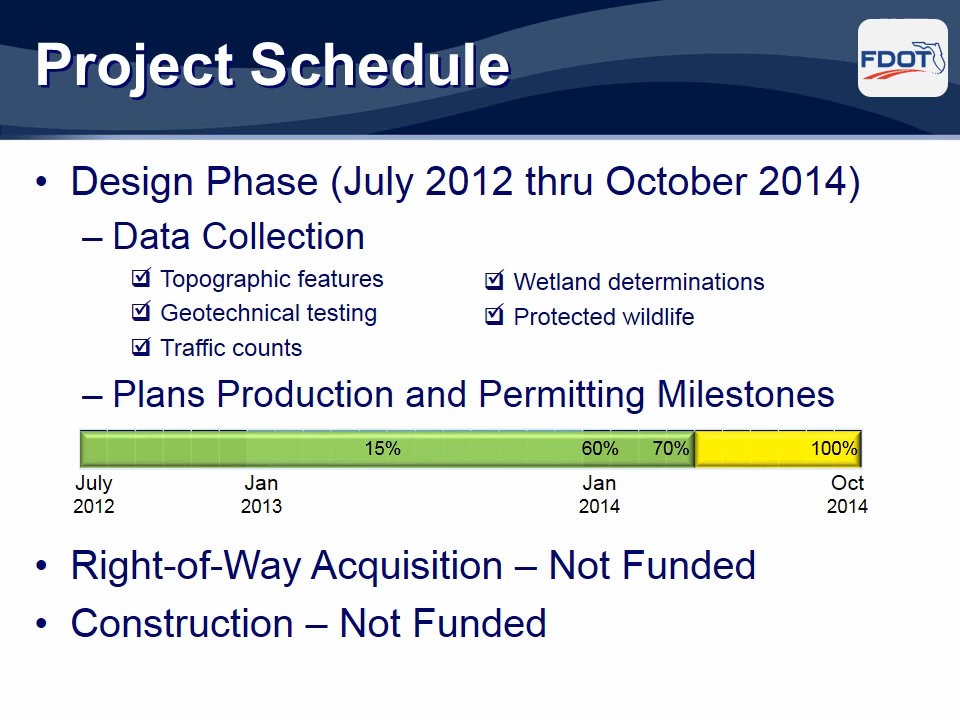 Project Schedule
FDOT
• Design Phase (July 2012 thru October 2014)
– Data Collection
☑ Topographic features
☑ Geotechnical testing
☑ Traffic counts
☑ Wetland determinations
☑ Protected wildlife
– Plans Production and Permitting Milestones
15% 60% 70% 100%
July Jan Jan Oct
2012 2013 2014 2014
• Right-of-Way Acquisition – Not Funded
• Construction – Not Funded